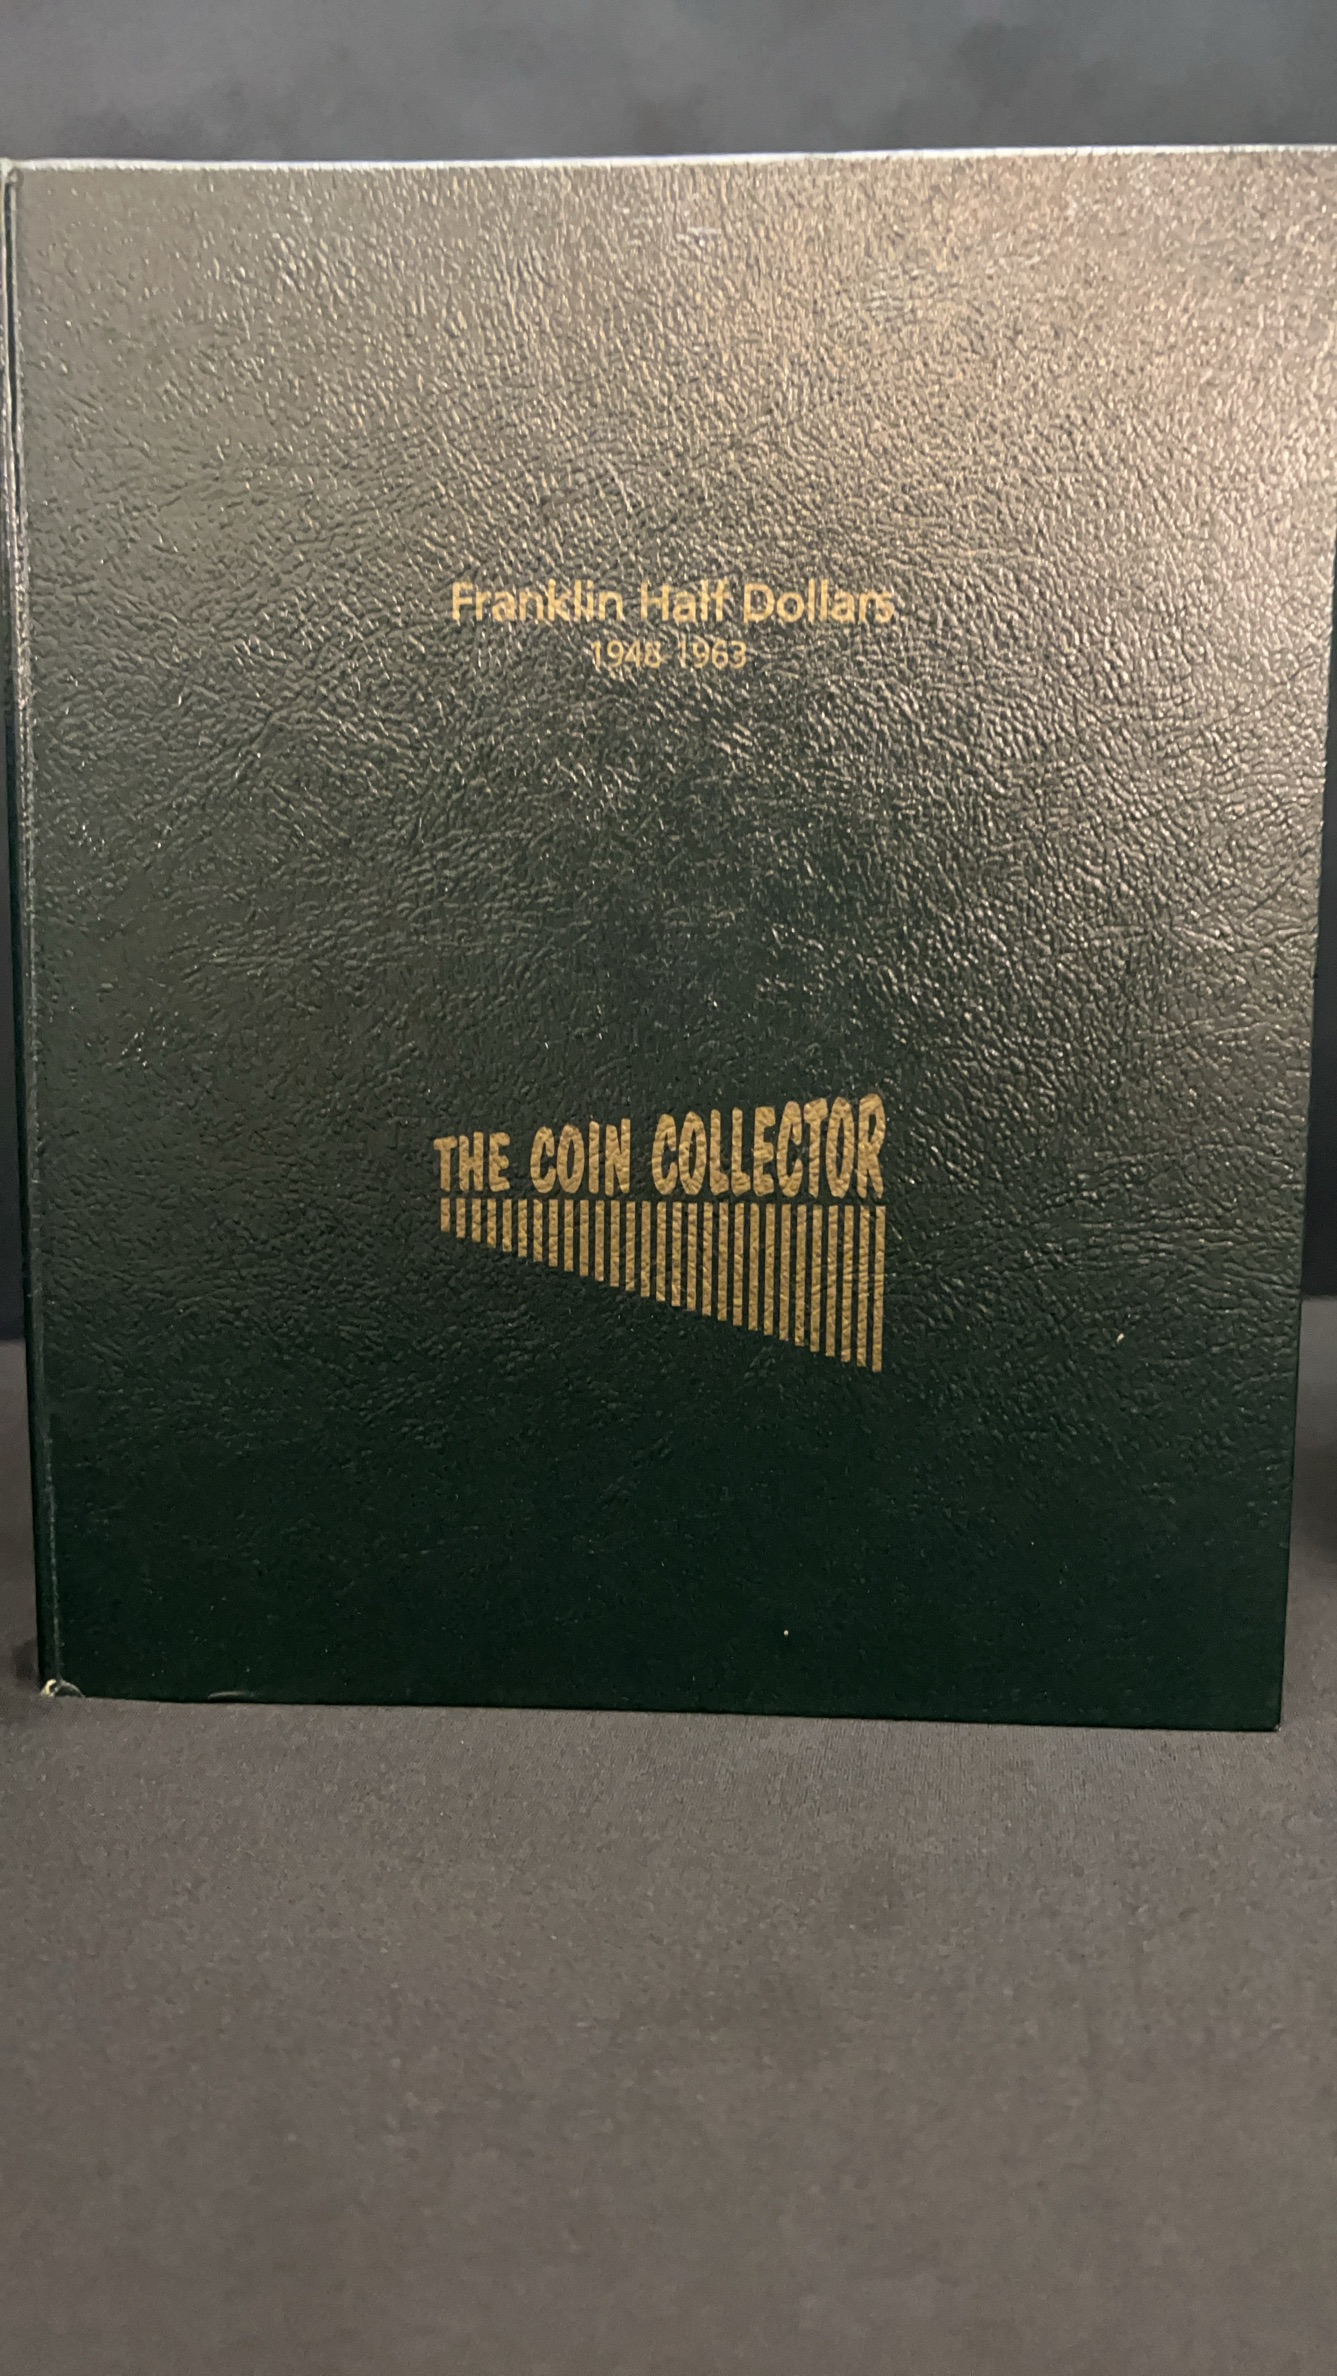 Franklin Half Dollars
1948-1963
THE COIN COLLECTOR